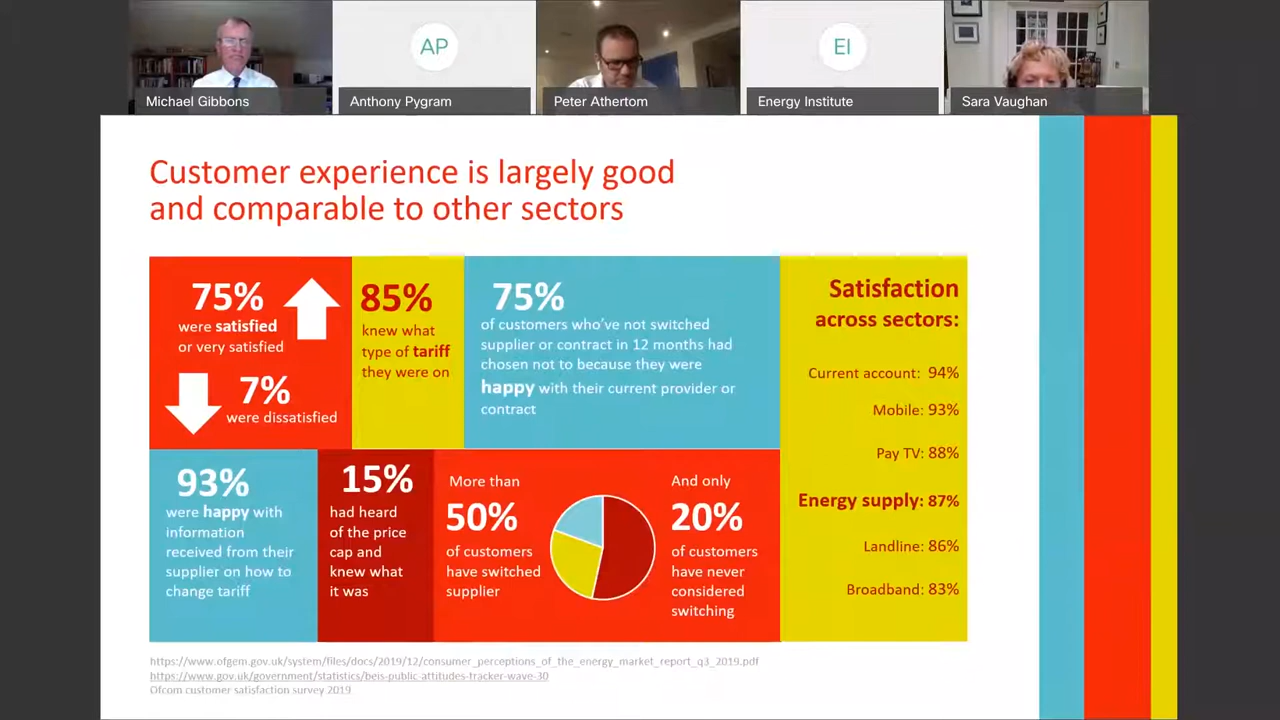 AP
EI
Michael Gibbons
Anthony Pygram
Peter Athertom
Energy Institute
Sara Vaughan
Customer experience is largely good
and comparable to other sectors
75%
were satisfied
or very satisfied
7%
were dissatisfied
85%
knew what
type of tariff
they were on
75%
of customers who've not switched
supplier or contract in 12 months had
chosen not to because they were
happy with their current provider or
contract
93%
were happy with
information
received from their
supplier on how to
change tariff
15%
had heard
of the price
cap and
knew what
it was
More than
50%
of customers
have switched
supplier
And only
20%
of customers
have never
considered
switching
Satisfaction
across sectors:
Current account: 94%
Mobile: 93%
Pay TV: 88%
Energy supply: 87%
Landline: 86%
Broadband: 83%
https://www.ofgem.gov.uk/system/files/docs/2019/12/consumer_perceptions_of_the_energy_market_report_q3_2019.pdf
https://www.gov.uk/government/statistics/beis-public-attitudes-tracker-wave-30
Ofcom customer satisfaction survey 2019